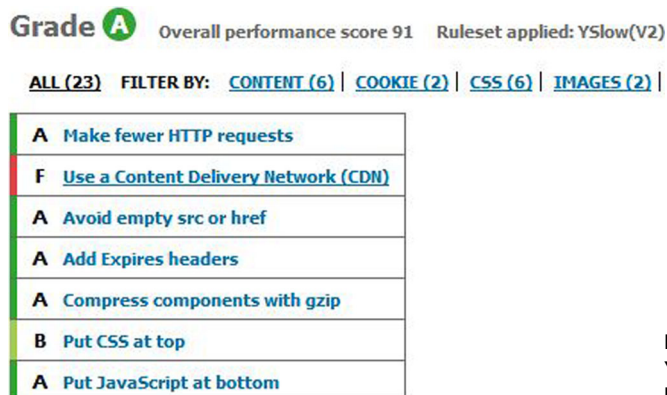 Grade A Overall performance score 91 Ruleset applied: YSlow(V2)
ALL (23) FILTER BY: CONTENT (6) | COOKIE (2) | CSS (6) | IMAGES (2) |
A Make fewer HTTP requests
F Use a Content Delivery Network (CDN)
A Avoid empty src or href
A Add Expires headers
A Compress components with gzip
B Put CSS at top
A Put JavaScript at bottom